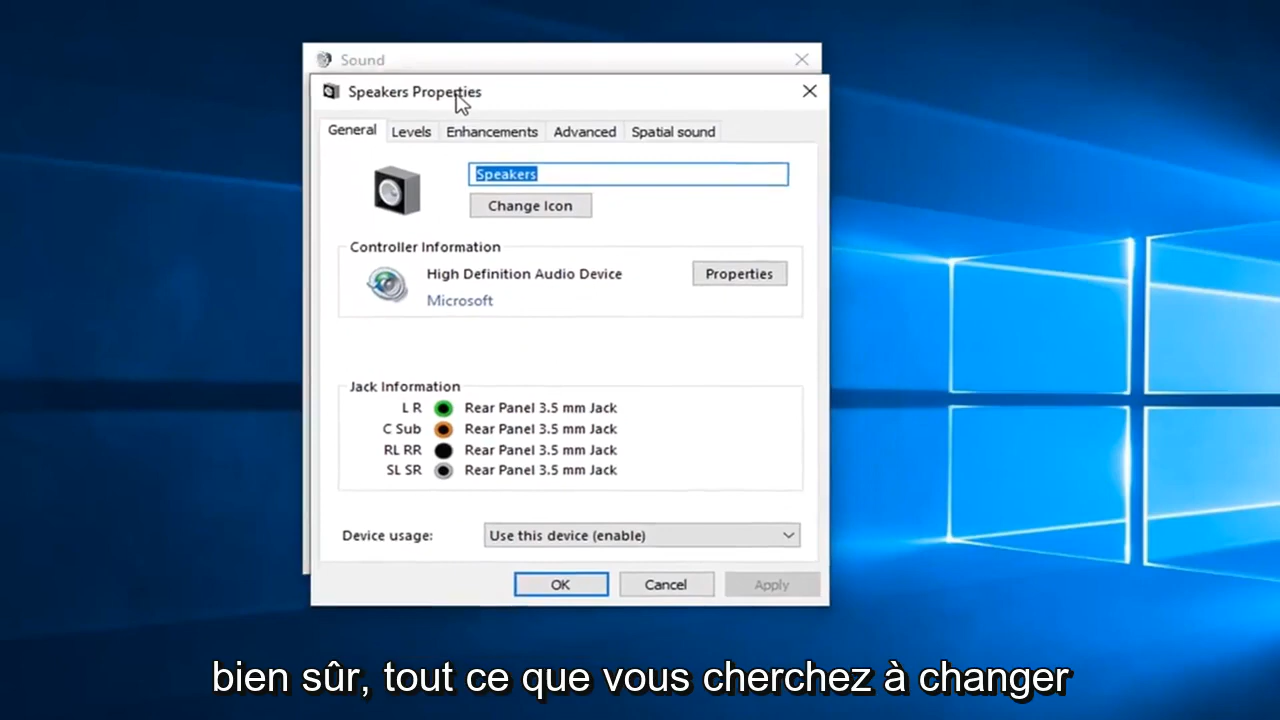 Sound
Speakers Properties
General Levels Enhancements Advanced Spatial sound
Speakers
Change Icon
Controller Information
High Definition Audio Device Properties
Microsoft
Jack Information
L R Rear Panel 3.5 mm Jack
C Sub Rear Panel 3.5 mm Jack
RL RR Rear Panel 3.5 mm Jack
SL SR Rear Panel 3.5 mm Jack
Device usage: Use this device (enable)
OK Cancel Apply
bien sûr, tout ce que vous cherchez à changer